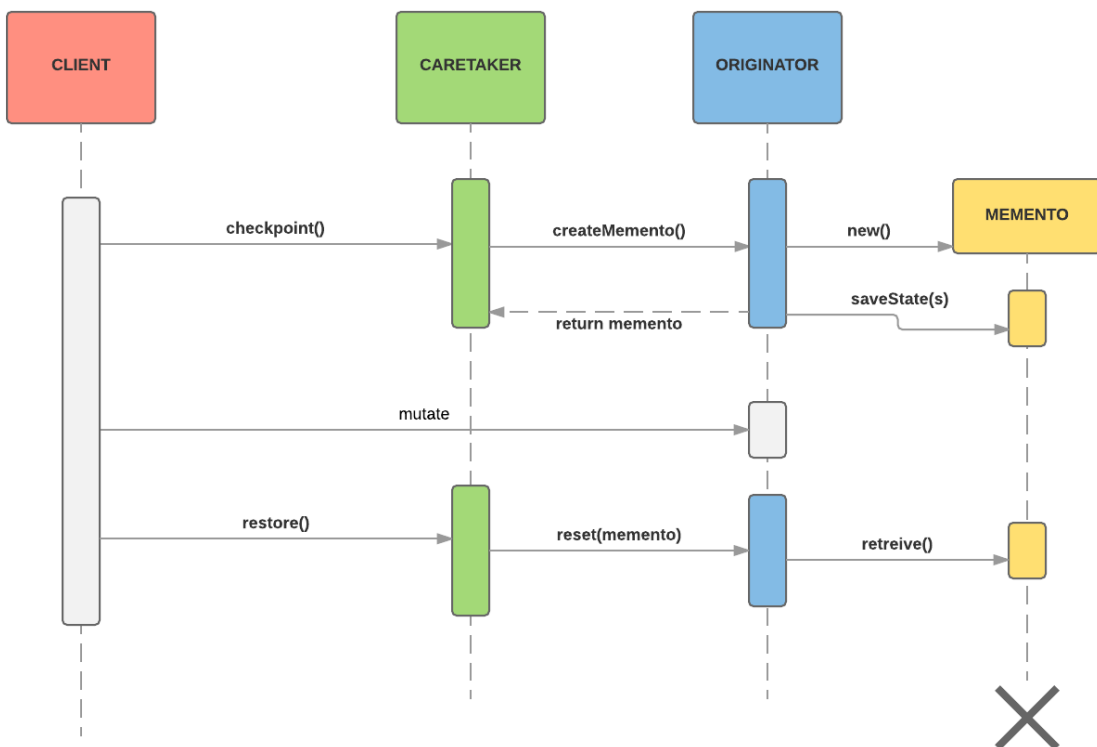 CLIENT
CARETAKER
ORIGINATOR
MEMENTO
checkpoint()
createMemento()
new()
saveState(s)
return memento
mutate
restore()
reset(memento)
retreive()